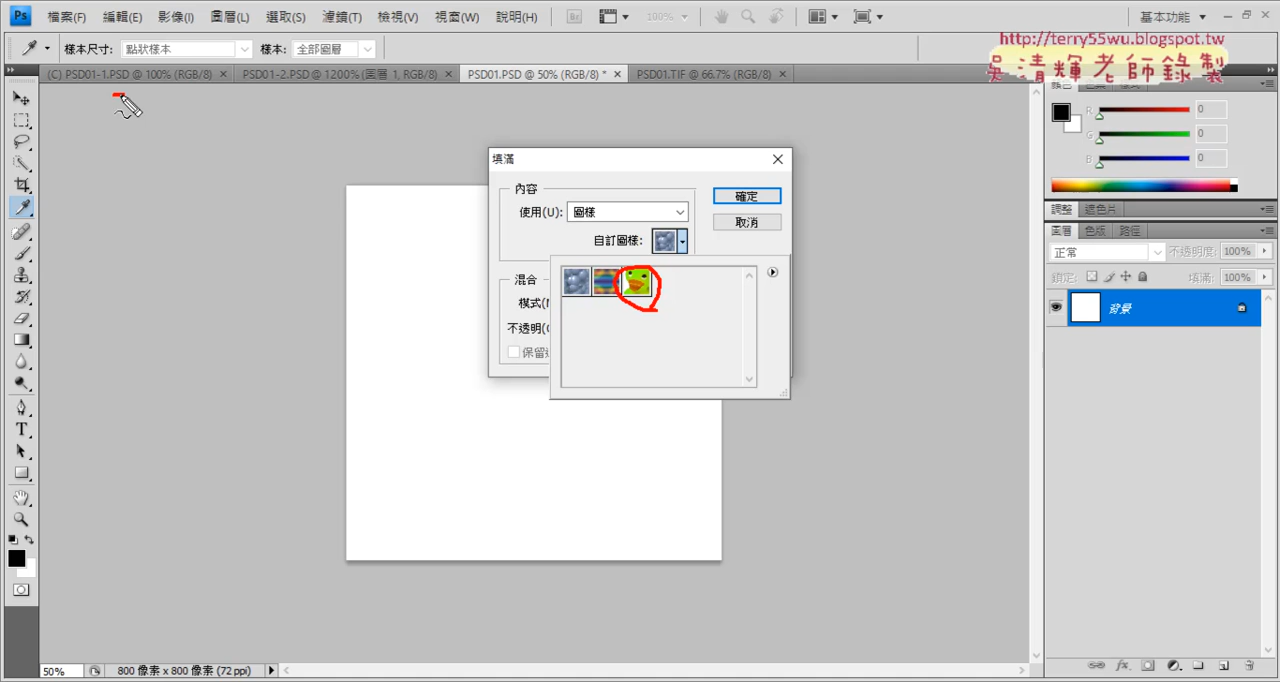 Ps 檔案(F) 編輯(E) 影像(I) 圖層(L) 選取(S) 濾鏡(T) 檢視(V) 視窗(W) 說明(H) Br 100% 基本功能
樣本尺寸: 點狀樣本 樣本: 全部圖層
http://terry55wu.blogspot.tw
吳清輝老師錄製
(C) PSD01-1.PSD @ 100% (RGB/8) × PSD01-2.PSD @ 1200% (圖層 1, RGB/8) × PSD01.PSD @ 50% (RGB/8) * × PSD01.TIF @ 66.7% (RGB/8) ×
R 0
G 0
B 0
填滿
內容
使用(U): 圖樣
自訂圖樣:
確定
取消
混合
模式(
不透明(
保留
調整 遮色片
圖層 色版 路徑
正常 不透明度: 100%
鎖定: 填滿: 100%
背景
T
fx
50% 800 像素 x 800 像素 (72 ppi)